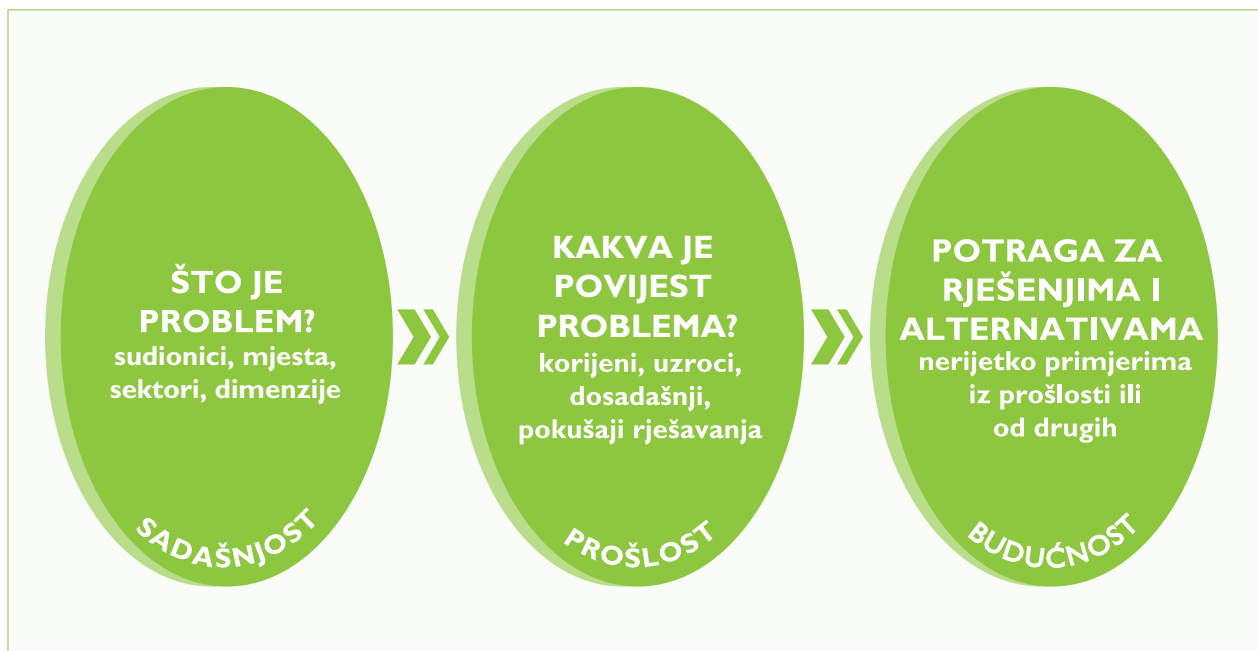 ŠTO JE
PROBLEM?
sudionici, mjesta,
sektori, dimenzije
SADAŠNJOST
KAKVA JE
POVIJEST
PROBLEMA?
korijeni, uzroci,
dosadašnji,
pokušaji rješavanja
PROŠLOST
POTRAGA ZA
RJEŠENJIMA I
ALTERNATIVAMA
nerijetko primjerima
iz prošlosti ili
od drugih
BUDUĆNOST